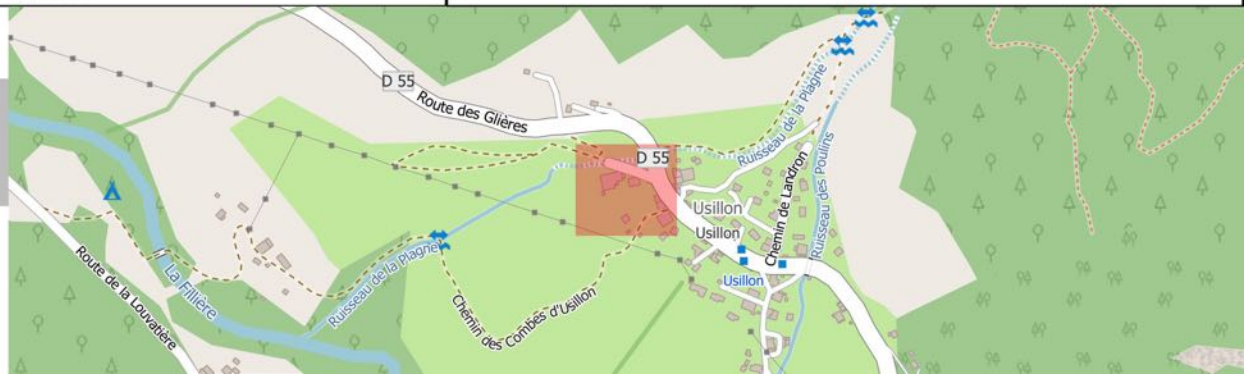 D 55
Route des Glières
Ruisseau de la Plagne
D 55
Ruisseau des Poulins
Chemin de Landron
Usillon
Usillon
Usillon
Ruisseau de la Plagne
La Fillière
Route de la Louvatière
Chemin des Combes d'Usillon